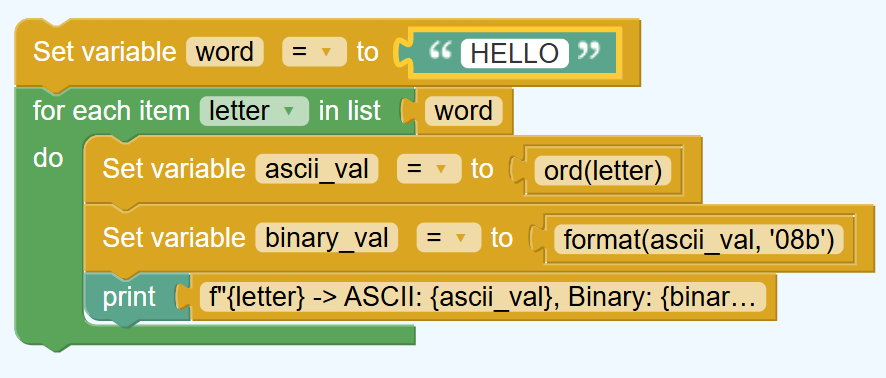 Set variable word = to “ HELLO ”
for each item letter in list word
do
Set variable ascii_val = to ord(letter)
Set variable binary_val = to format(ascii_val, '08b')
print f"{letter} -> ASCII: {ascii_val}, Binary: {binar…